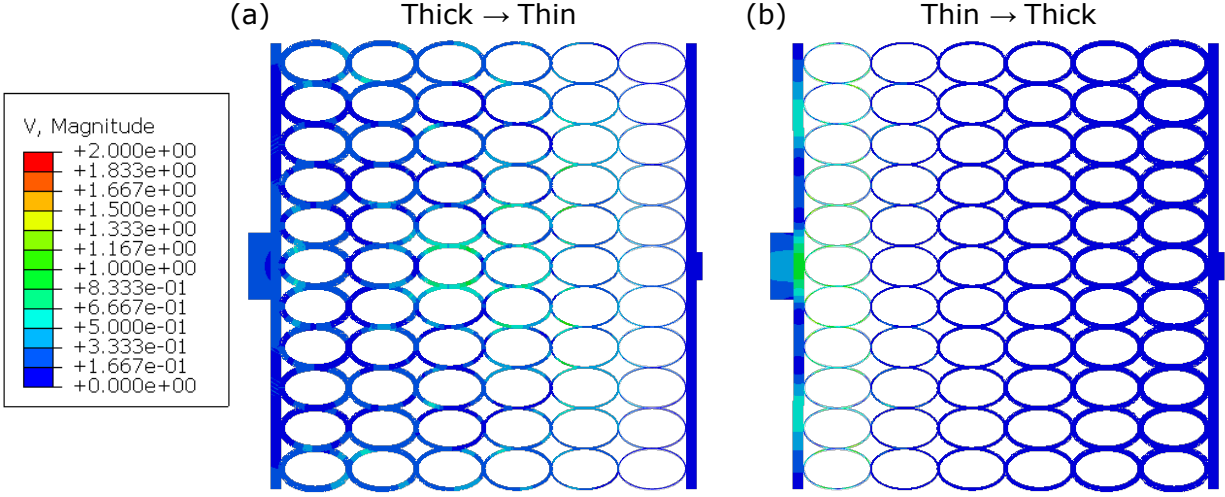 (a) Thick → Thin
(b) Thin → Thick
V, Magnitude
+2.000e+00
+1.833e+00
+1.667e+00
+1.500e+00
+1.333e+00
+1.167e+00
+1.000e+00
+8.333e-01
+6.667e-01
+5.000e-01
+3.333e-01
+1.667e-01
+0.000e+00